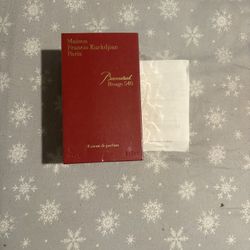 Maison
Francis Kurkdjian
Paris
Baccarat
Rouge 540
Extrait de parfum